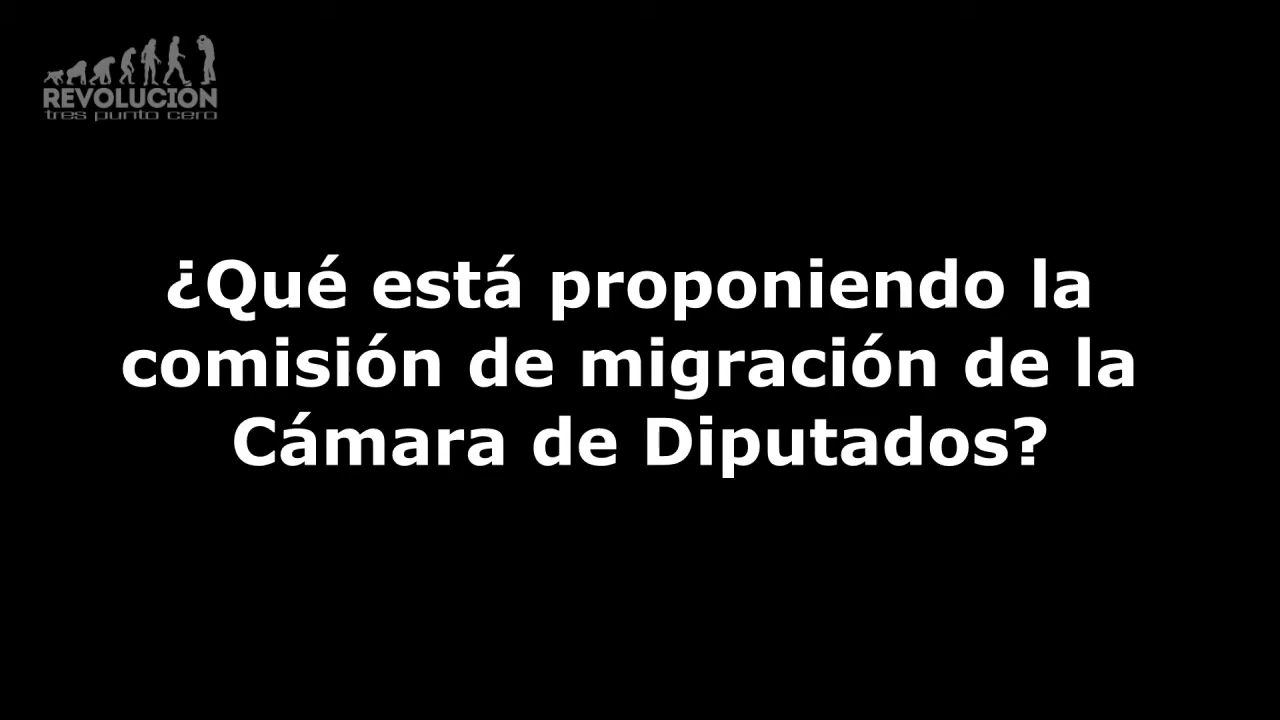 REVOLUCIÓN
tres punto cero
¿Qué está proponiendo la
comisión de migración de la
Cámara de Diputados?